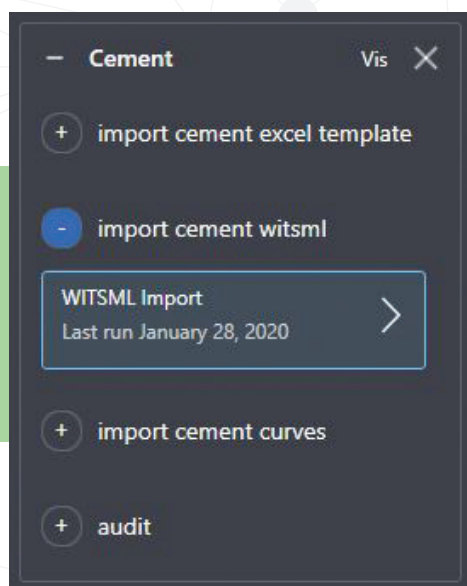 − Cement Vis ×
+ import cement excel template
- import cement witsml
WITSML Import
Last run January 28, 2020
+ import cement curves
+ audit